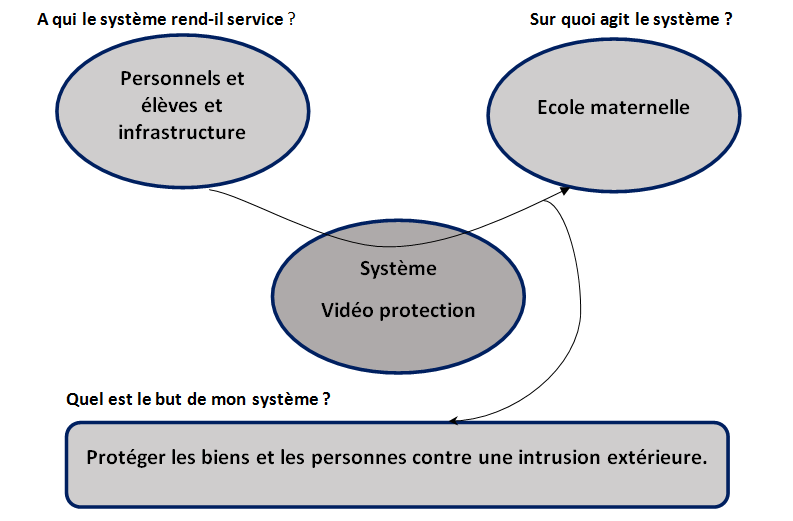 A qui le système rend-il service ?
Sur quoi agit le système ?
Personnels et
élèves et
infrastructure
Ecole maternelle
Système
Vidéo protection
Quel est le but de mon système ?
Protéger les biens et les personnes contre une intrusion extérieure.